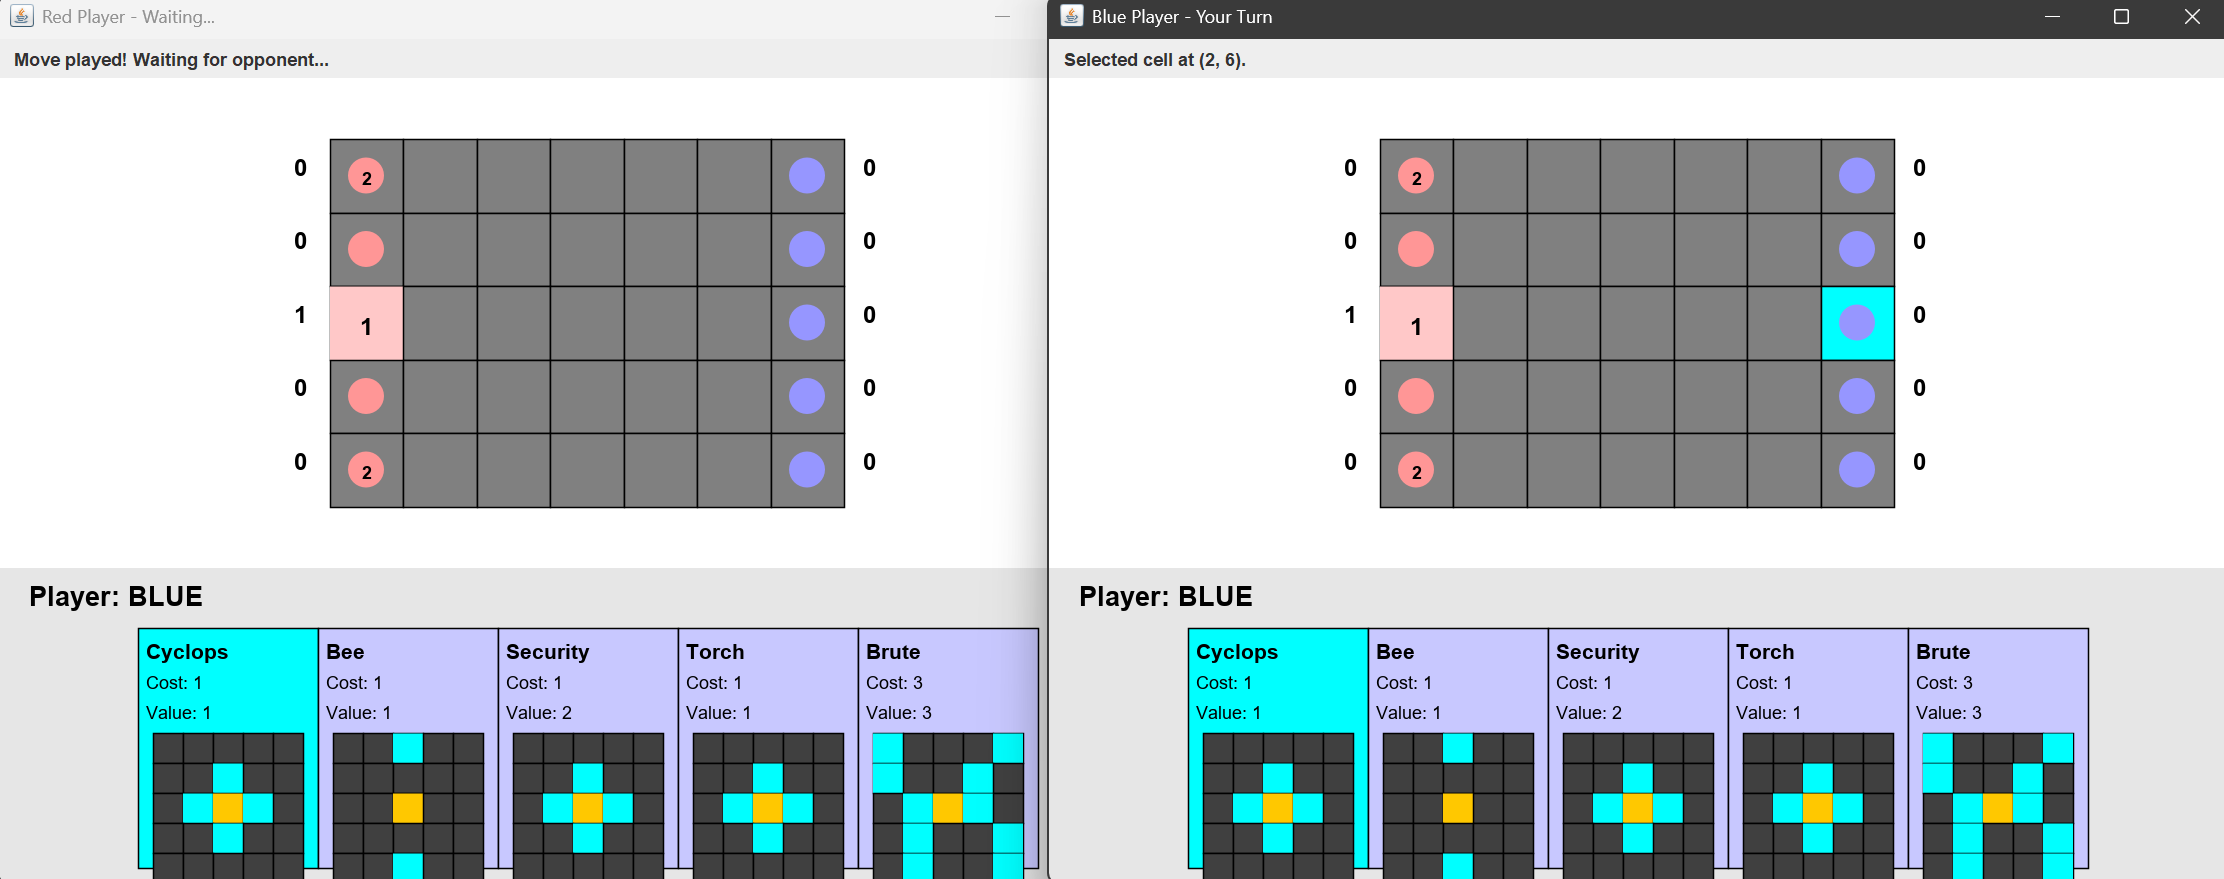 Red Player - Waiting...
Move played! Waiting for opponent...
0 2 0
0 0
1 1 0
0 0
0 2 0
Player: BLUE
Cyclops Bee Security Torch Brute
Cost: 1 Cost: 1 Cost: 1 Cost: 1 Cost: 3
Value: 1 Value: 1 Value: 2 Value: 1 Value: 3
Blue Player - Your Turn
Selected cell at (2, 6).
0 2 0
0 0
1 1 0
0 0
0 2 0
Player: BLUE
Cyclops Bee Security Torch Brute
Cost: 1 Cost: 1 Cost: 1 Cost: 1 Cost: 3
Value: 1 Value: 1 Value: 2 Value: 1 Value: 3